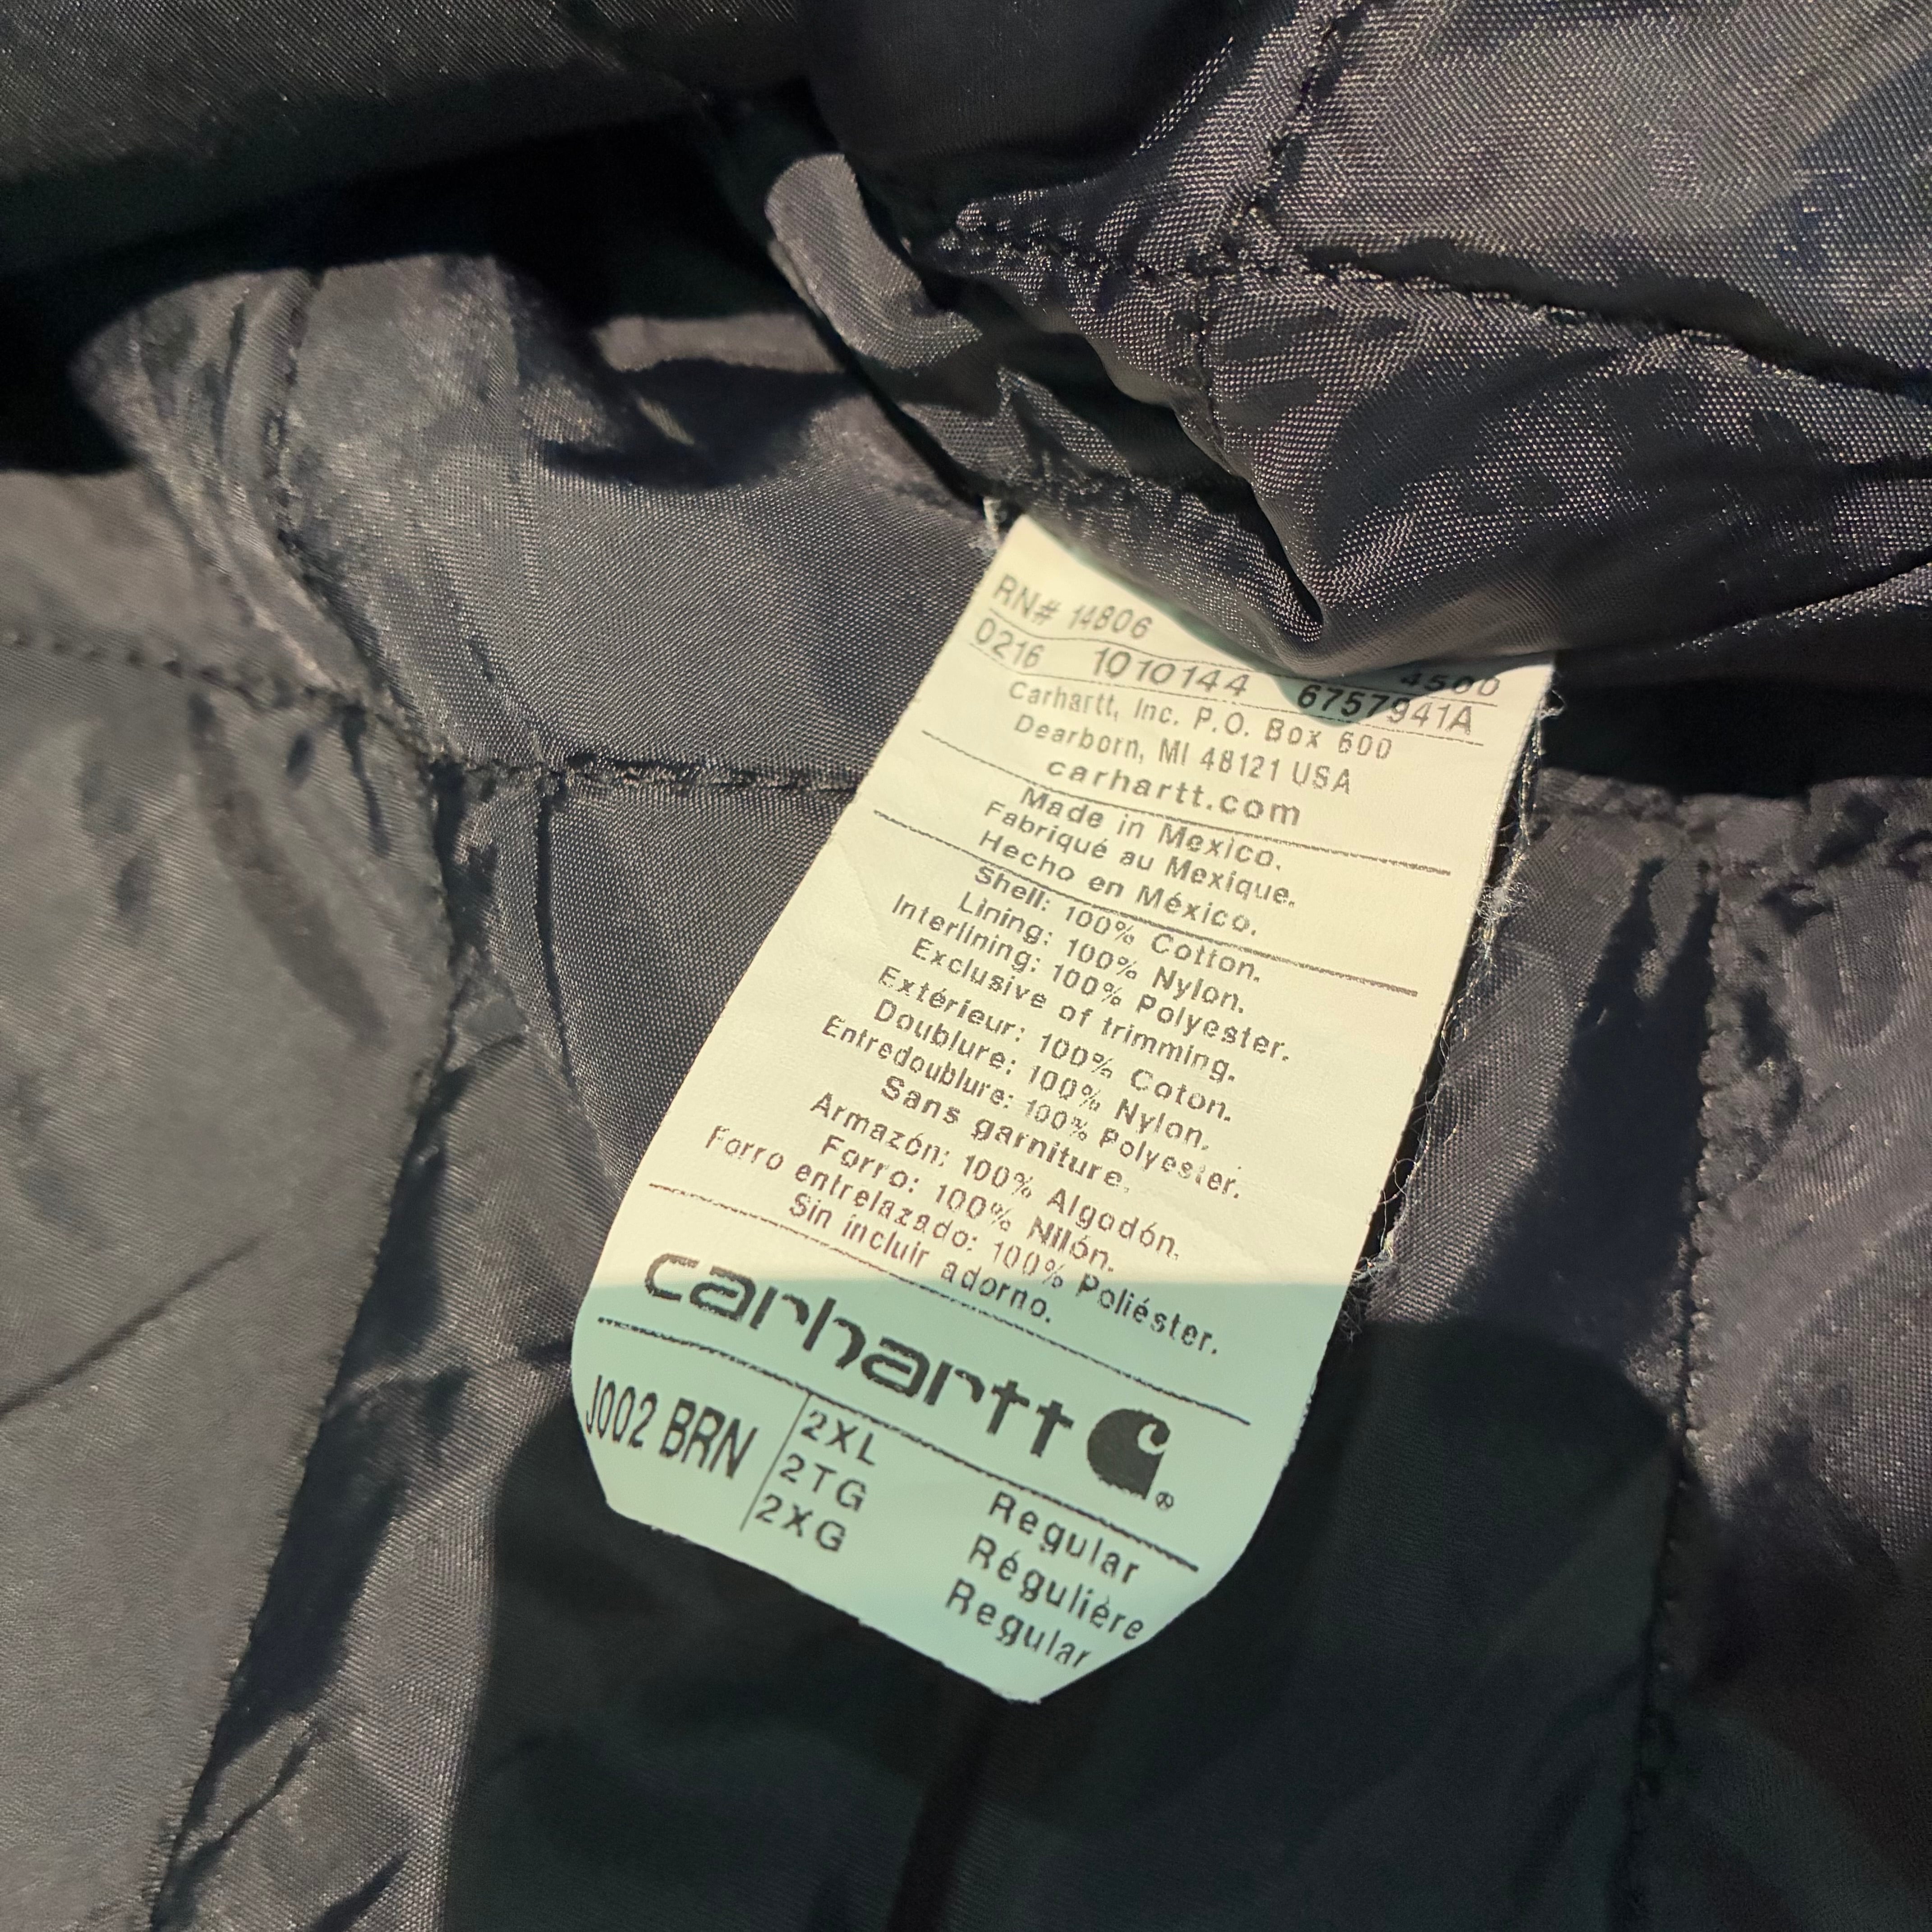 RN# 14806 4500
0216 1010144 6757941A
Carhartt, Inc. P.O. Box 600
Dearborn, MI 48121 USA
carhartt.com
Made in Mexico.
Fabriqué au Mexique.
Hecho en México.
Shell: 100% Cotton.
Lining: 100% Nylon.
Interlining: 100% Polyester.
Exclusive of trimming.
Extérieur: 100% Coton.
Doublure: 100% Nylon.
Entredoublure: 100% Polyester.
Sans garniture.
Armazón: 100% Algodón.
Forro: 100% Nilón.
Forro entrelazado: 100% Poliéster.
Sin incluir adorno.
carhartt ®
J002 BRN
2XL Regular
2TG Régulière
2XG Regular